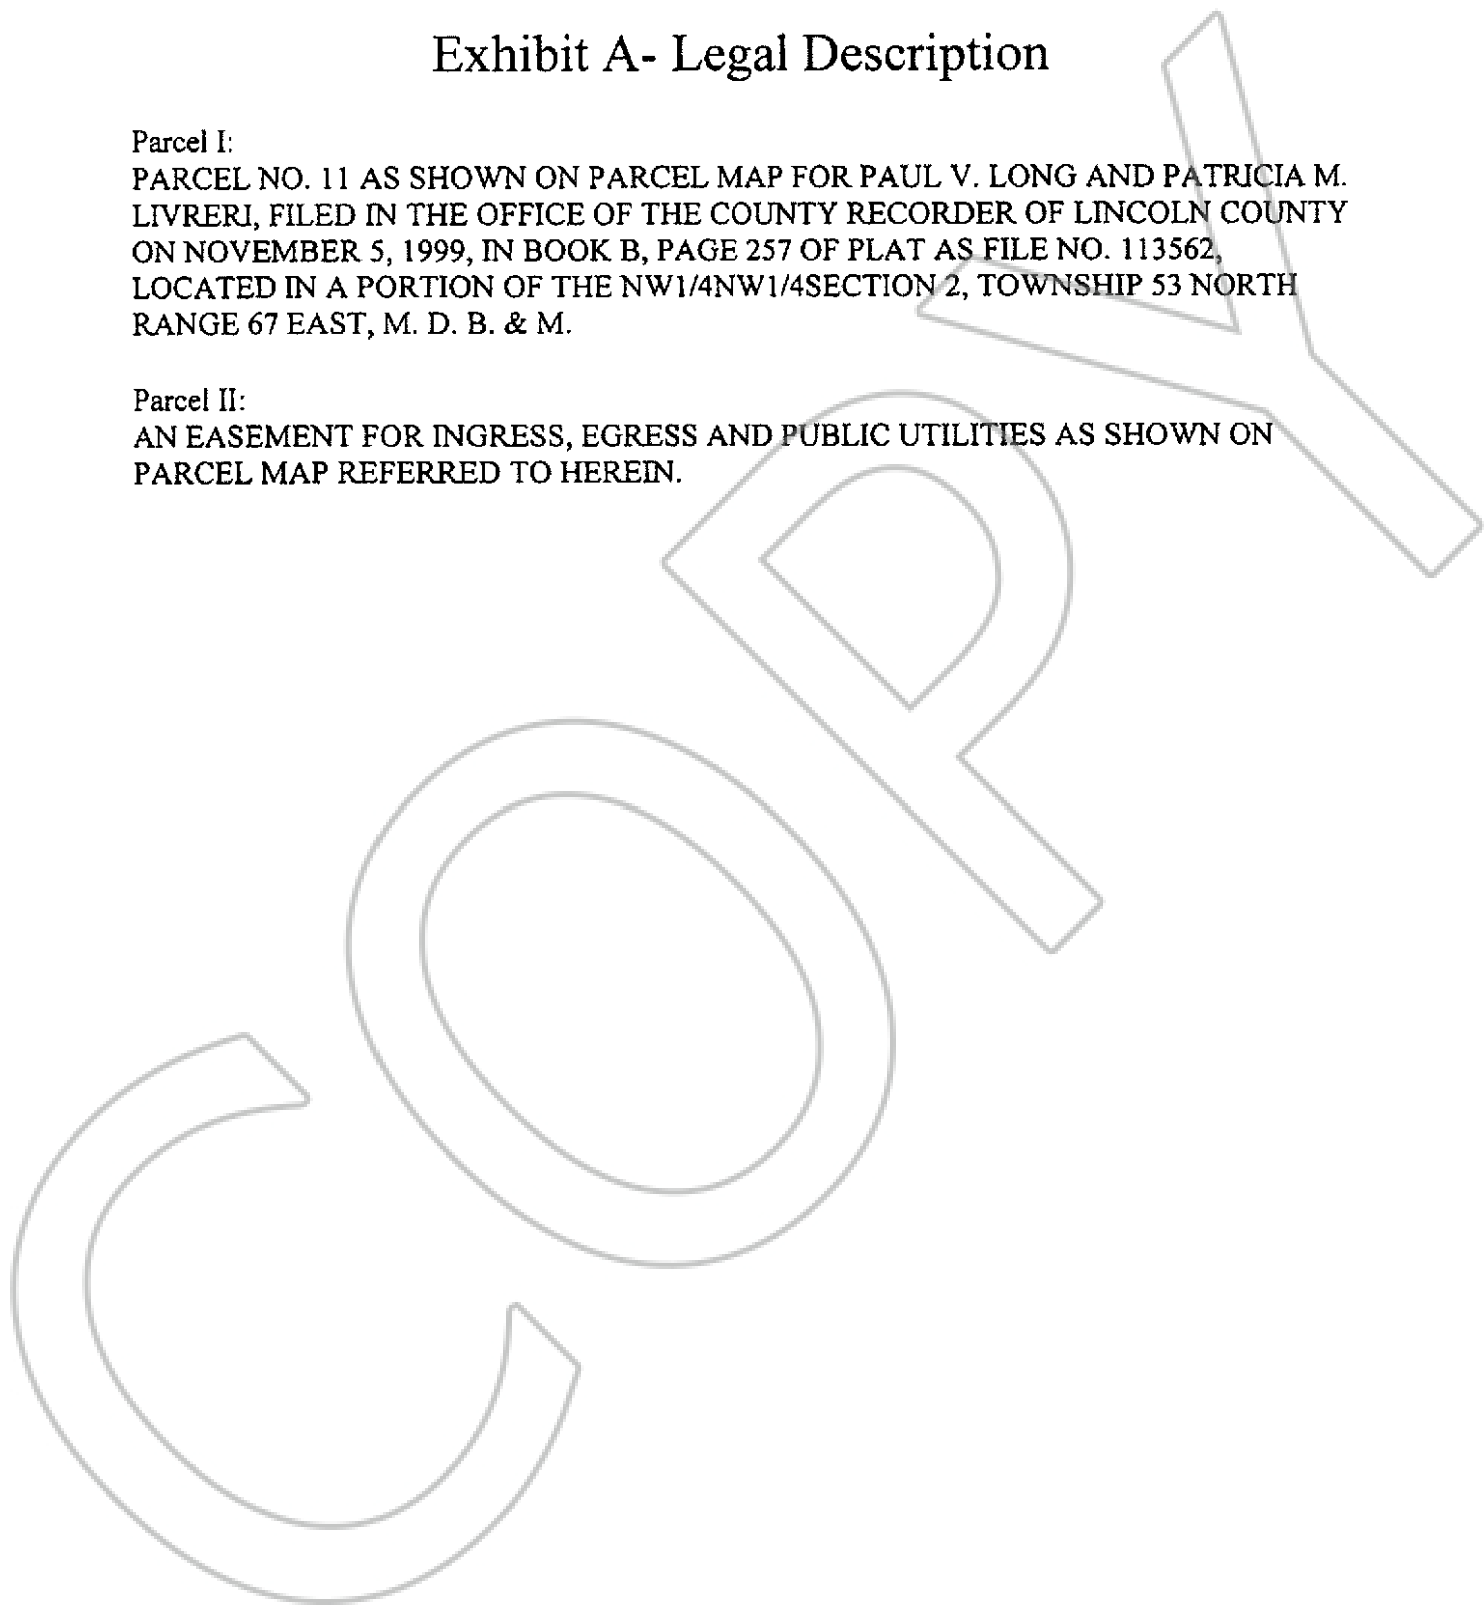 Exhibit A- Legal Description
Parcel I:
PARCEL NO. 11 AS SHOWN ON PARCEL MAP FOR PAUL V. LONG AND PATRICIA M.
LIVRERI, FILED IN THE OFFICE OF THE COUNTY RECORDER OF LINCOLN COUNTY
ON NOVEMBER 5, 1999, IN BOOK B, PAGE 257 OF PLAT AS FILE NO. 113562,
LOCATED IN A PORTION OF THE NW1/4NW1/4SECTION 2, TOWNSHIP 53 NORTH
RANGE 67 EAST, M. D. B. & M.
Parcel II:
AN EASEMENT FOR INGRESS, EGRESS AND PUBLIC UTILITIES AS SHOWN ON
PARCEL MAP REFERRED TO HEREIN.
COPY